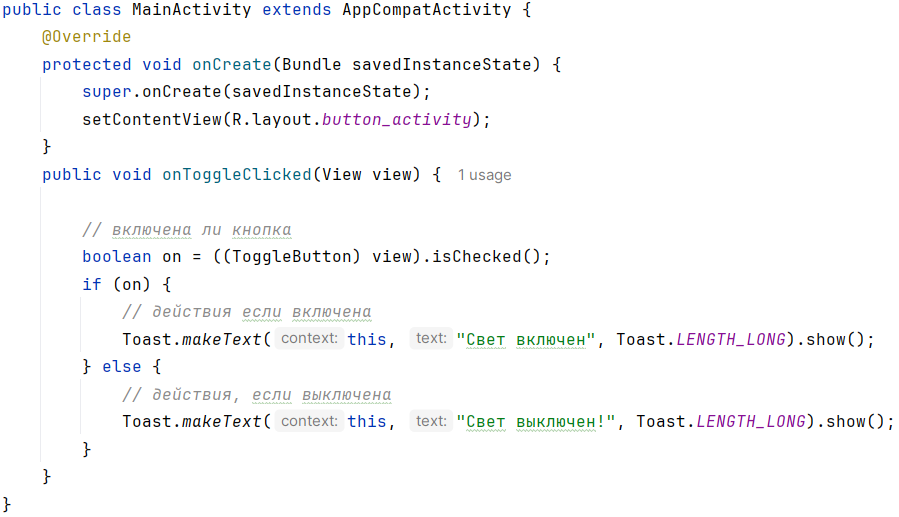 public class MainActivity extends AppCompatActivity {
@Override
protected void onCreate(Bundle savedInstanceState) {
super.onCreate(savedInstanceState);
setContentView(R.layout.button_activity);
}
public void onToggleClicked(View view) { 1 usage
// включена ли кнопка
boolean on = ((ToggleButton) view).isChecked();
if (on) {
// действия если включена
Toast.makeText( context: this, text: "Свет включен", Toast.LENGTH_LONG).show();
} else {
// действия, если выключена
Toast.makeText( context: this, text: "Свет выключен!", Toast.LENGTH_LONG).show();
}
}
}